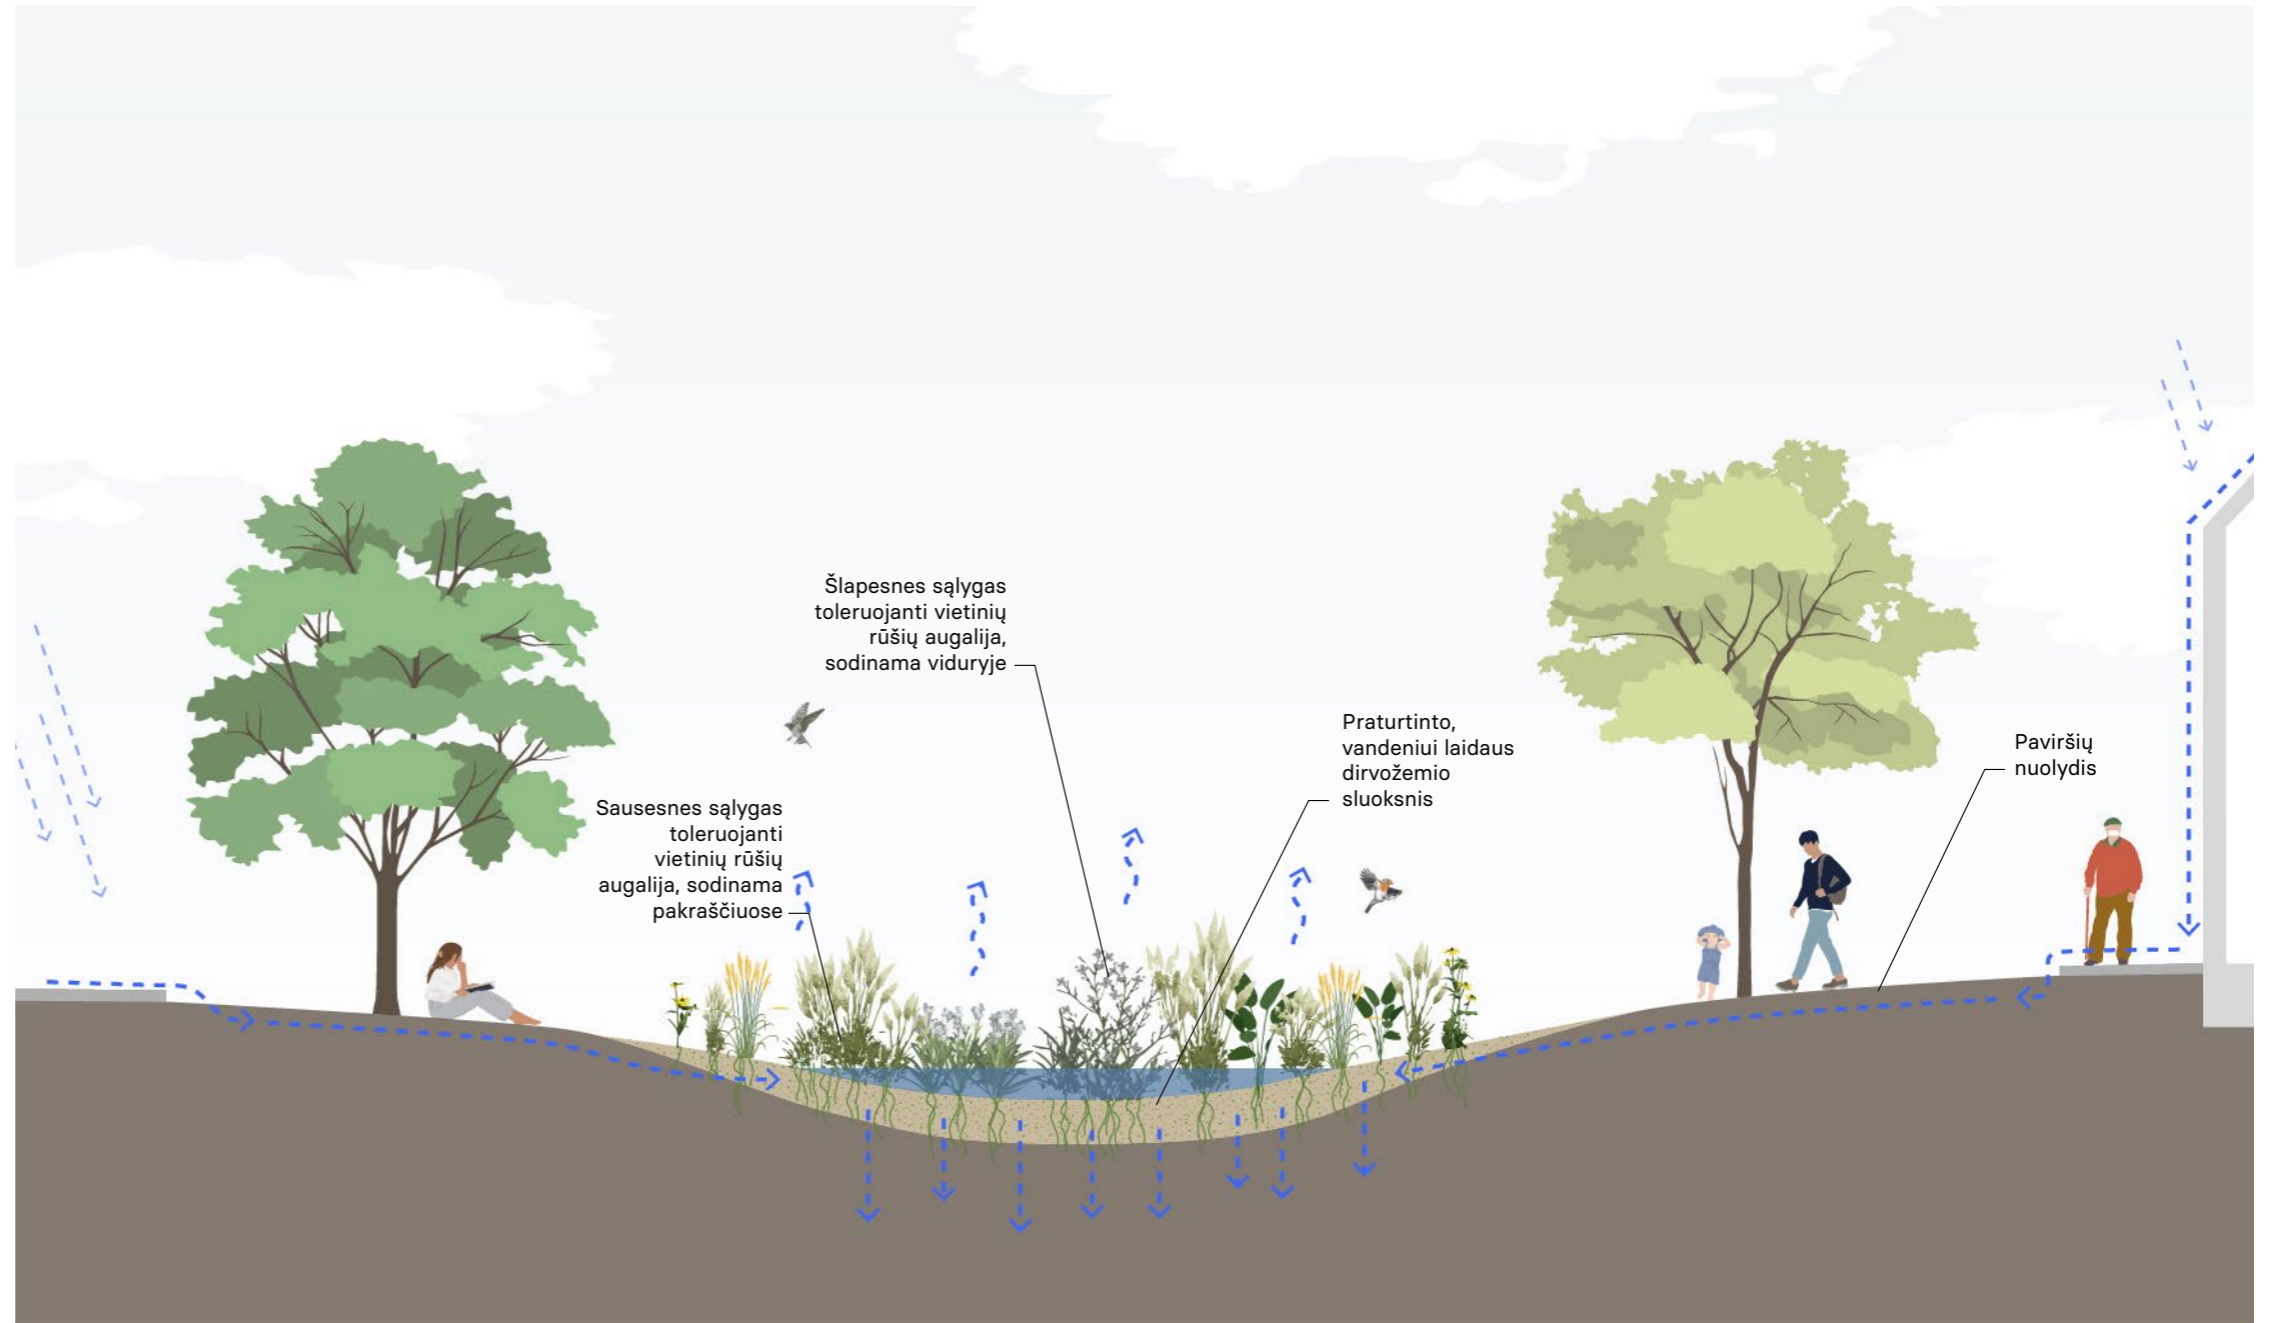 Šlapesnes sąlygas
toleruojanti vietinių
rūšių augalija,
sodinama viduryje
Praturtinto,
vandeniui laidaus
dirvožemio
sluoksnis
Paviršių
nuolydis
Sausesnes sąlygas
toleruojanti
vietinių rūšių
augalija, sodinama
pakraščiuose